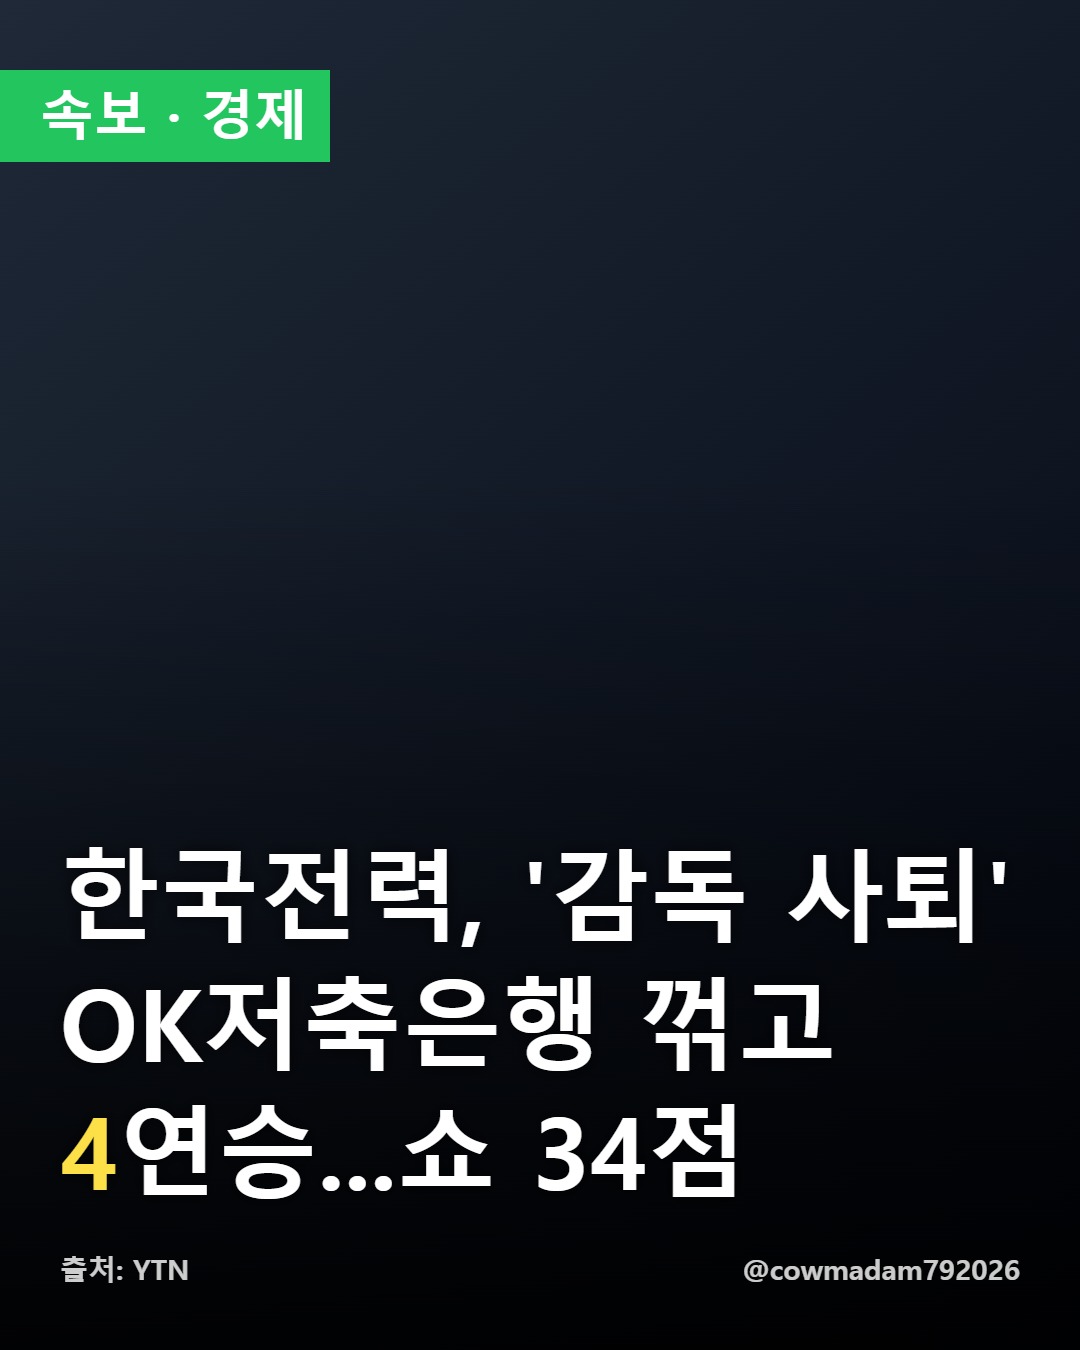 속보 · 경제
한국전력, '감독 사퇴'
OK저축은행 꺾고
4연승...쇼 34점
출처: YTN
@cowmadam792026